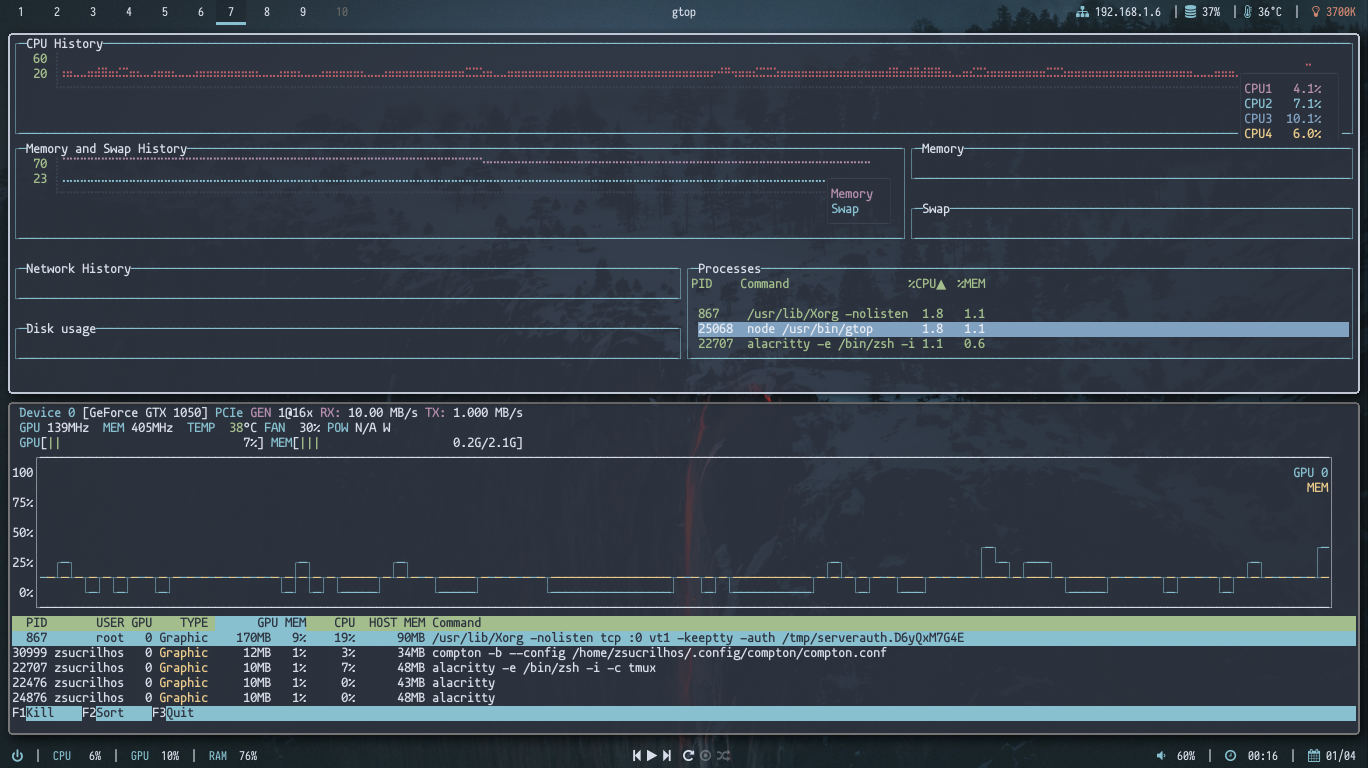 1 2 3 4 5 6 7 8 9 10 gtop 192.168.1.6 | 37% | 36°C | 3700K
CPU History
60
20
CPU1 4.1%
CPU2 7.1%
CPU3 10.1%
CPU4 6.0%
Memory and Swap History
70
23
Memory
Swap
Memory
Swap
Network History
Disk usage
Processes
PID Command %CPU▲ %MEM
867 /usr/lib/Xorg -nolisten 1.8 1.1
25068 node /usr/bin/gtop 1.8 1.1
22707 alacritty -e /bin/zsh -i 1.1 0.6
Device 0 [GeForce GTX 1050] PCIe GEN 1@16x RX: 10.00 MB/s TX: 1.000 MB/s
GPU 139MHz MEM 405MHz TEMP 38°C FAN 30% POW N/A W
GPU[|| 7%] MEM[||| 0.2G/2.1G]
100
75%
50%
25%
0%
GPU 0
MEM
PID USER GPU TYPE GPU MEM CPU HOST MEM Command
867 root 0 Graphic 170MB 9% 19% 90MB /usr/lib/Xorg -nolisten tcp :0 vt1 -keeptty -auth /tmp/serverauth.D6yQxM7G4E
30999 zsucrilhos 0 Graphic 12MB 1% 3% 34MB compton -b --config /home/zsucrilhos/.config/compton/compton.conf
22707 zsucrilhos 0 Graphic 10MB 1% 7% 48MB alacritty -e /bin/zsh -i -c tmux
22476 zsucrilhos 0 Graphic 10MB 1% 0% 43MB alacritty
24876 zsucrilhos 0 Graphic 10MB 1% 0% 48MB alacritty
F1Kill F2Sort F3Quit
| CPU 6% | GPU 10% | RAM 76% 60% | 00:16 | 01/04